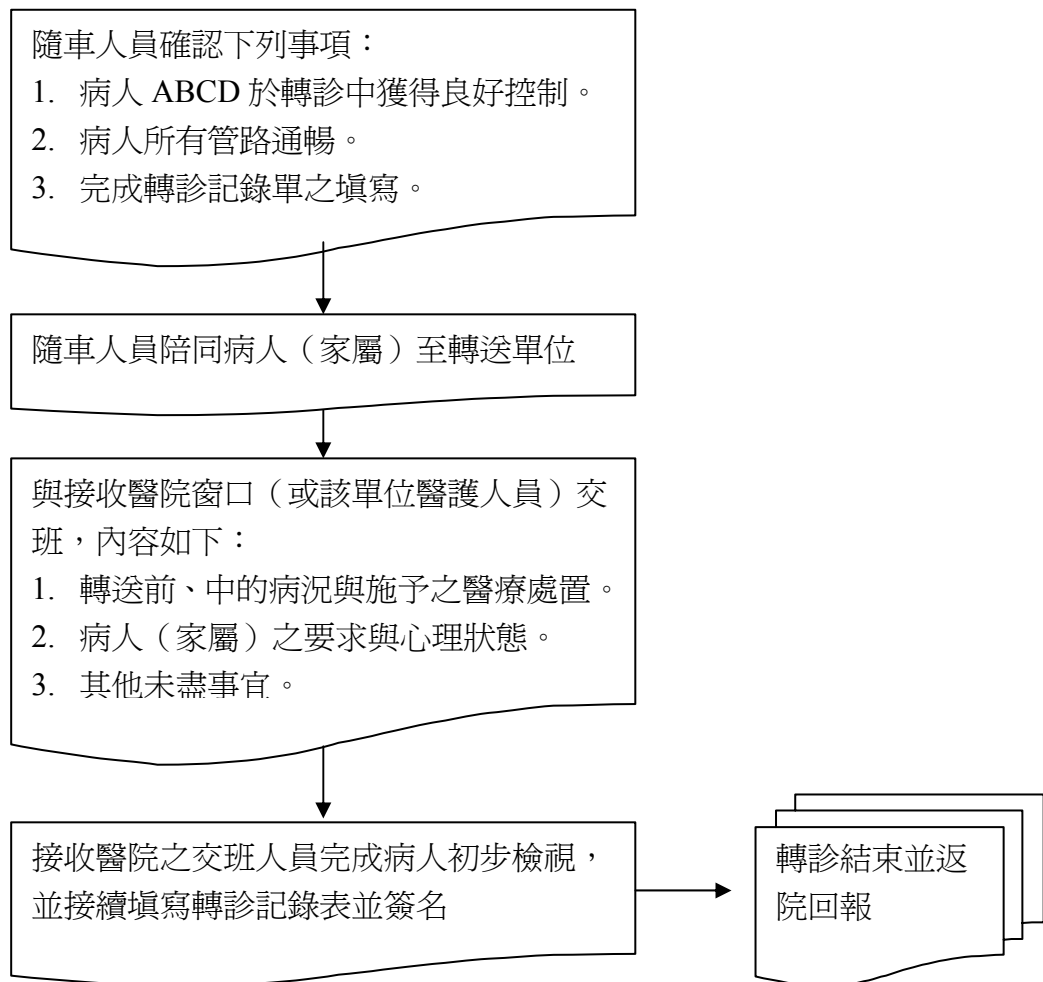 隨車人員確認下列事項：
1. 病人 ABCD 於轉診中獲得良好控制。
2. 病人所有管路通暢。
3. 完成轉診記錄單之填寫。
隨車人員陪同病人（家屬）至轉送單位
與接收醫院窗口（或該單位醫護人員）交
班，內容如下：
1. 轉送前、中的病況與施予之醫療處置。
2. 病人（家屬）之要求與心理狀態。
3. 其他未盡事宜。
接收醫院之交班人員完成病人初步檢視，
並接續填寫轉診記錄表並簽名
轉診結束並返
院回報